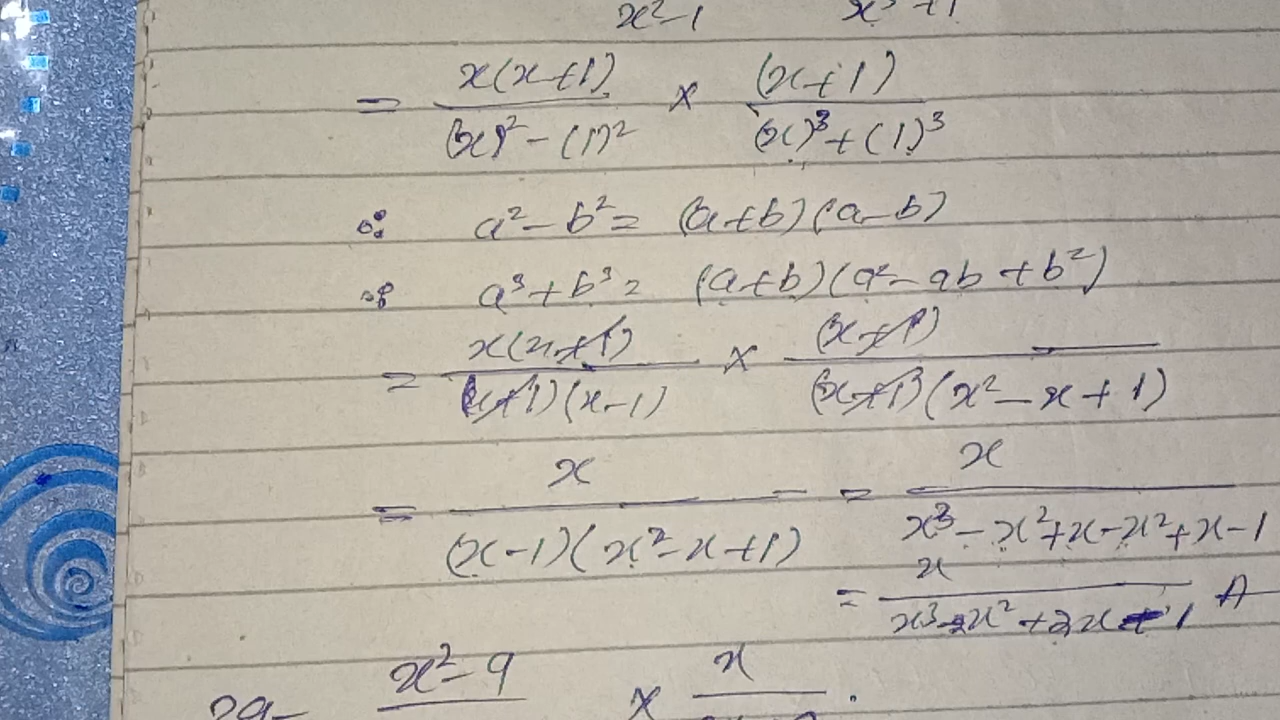 x²-1 x³+1
= x(x+1) / (x)²-(1)² × (x+1) / (x)³+(1)³
∵ a²-b² = (a+b)(a-b)
∵ a³+b³ = (a+b)(a²-ab+b²)
= x(x+1) / (x+1)(x-1) × (x+1) / (x+1)(x²-x+1)
= x / (x-1)(x²-x+1) = x / x³-x²+x-x²+x-1
= x / x³-2x²+2x-1 A
x²-9 × x